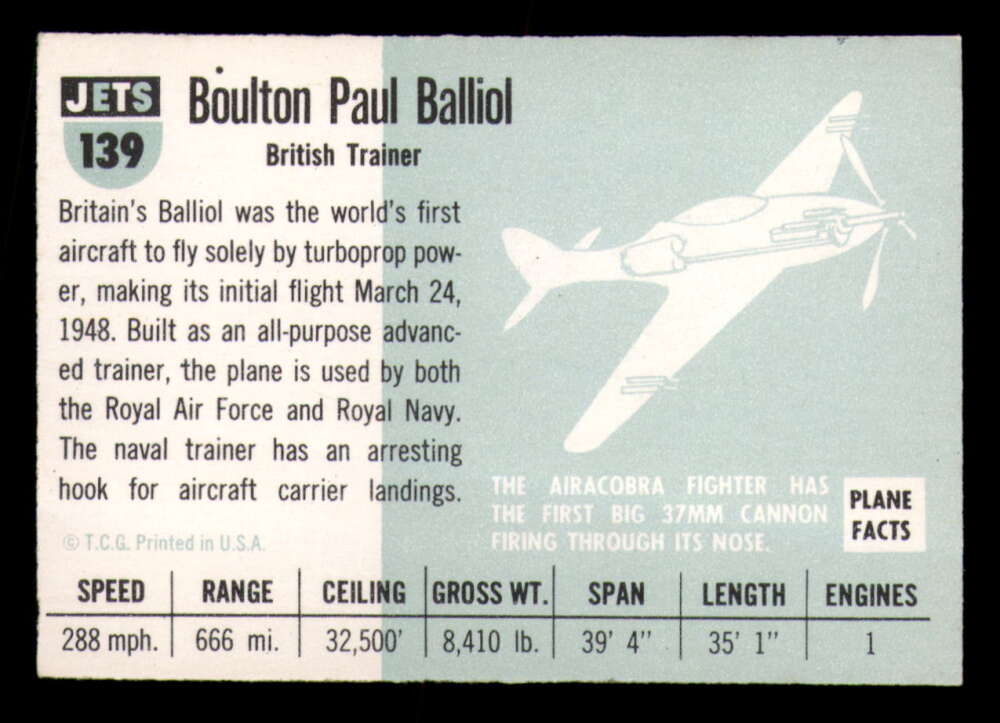 JETS
139
Boulton Paul Balliol
British Trainer
Britain's Balliol was the world's first
aircraft to fly solely by turboprop pow-
er, making its initial flight March 24,
1948. Built as an all-purpose advanc-
ed trainer, the plane is used by both
the Royal Air Force and Royal Navy.
The naval trainer has an arresting
hook for aircraft carrier landings.
© T.C.G. Printed in U.S.A.
THE AIRACOBRA FIGHTER HAS
THE FIRST BIG 37MM CANNON
FIRING THROUGH ITS NOSE.
PLANE
FACTS
SPEED RANGE CEILING GROSS WT. SPAN LENGTH ENGINES
288 mph. 666 mi. 32,500' 8,410 lb. 39' 4" 35' 1" 1